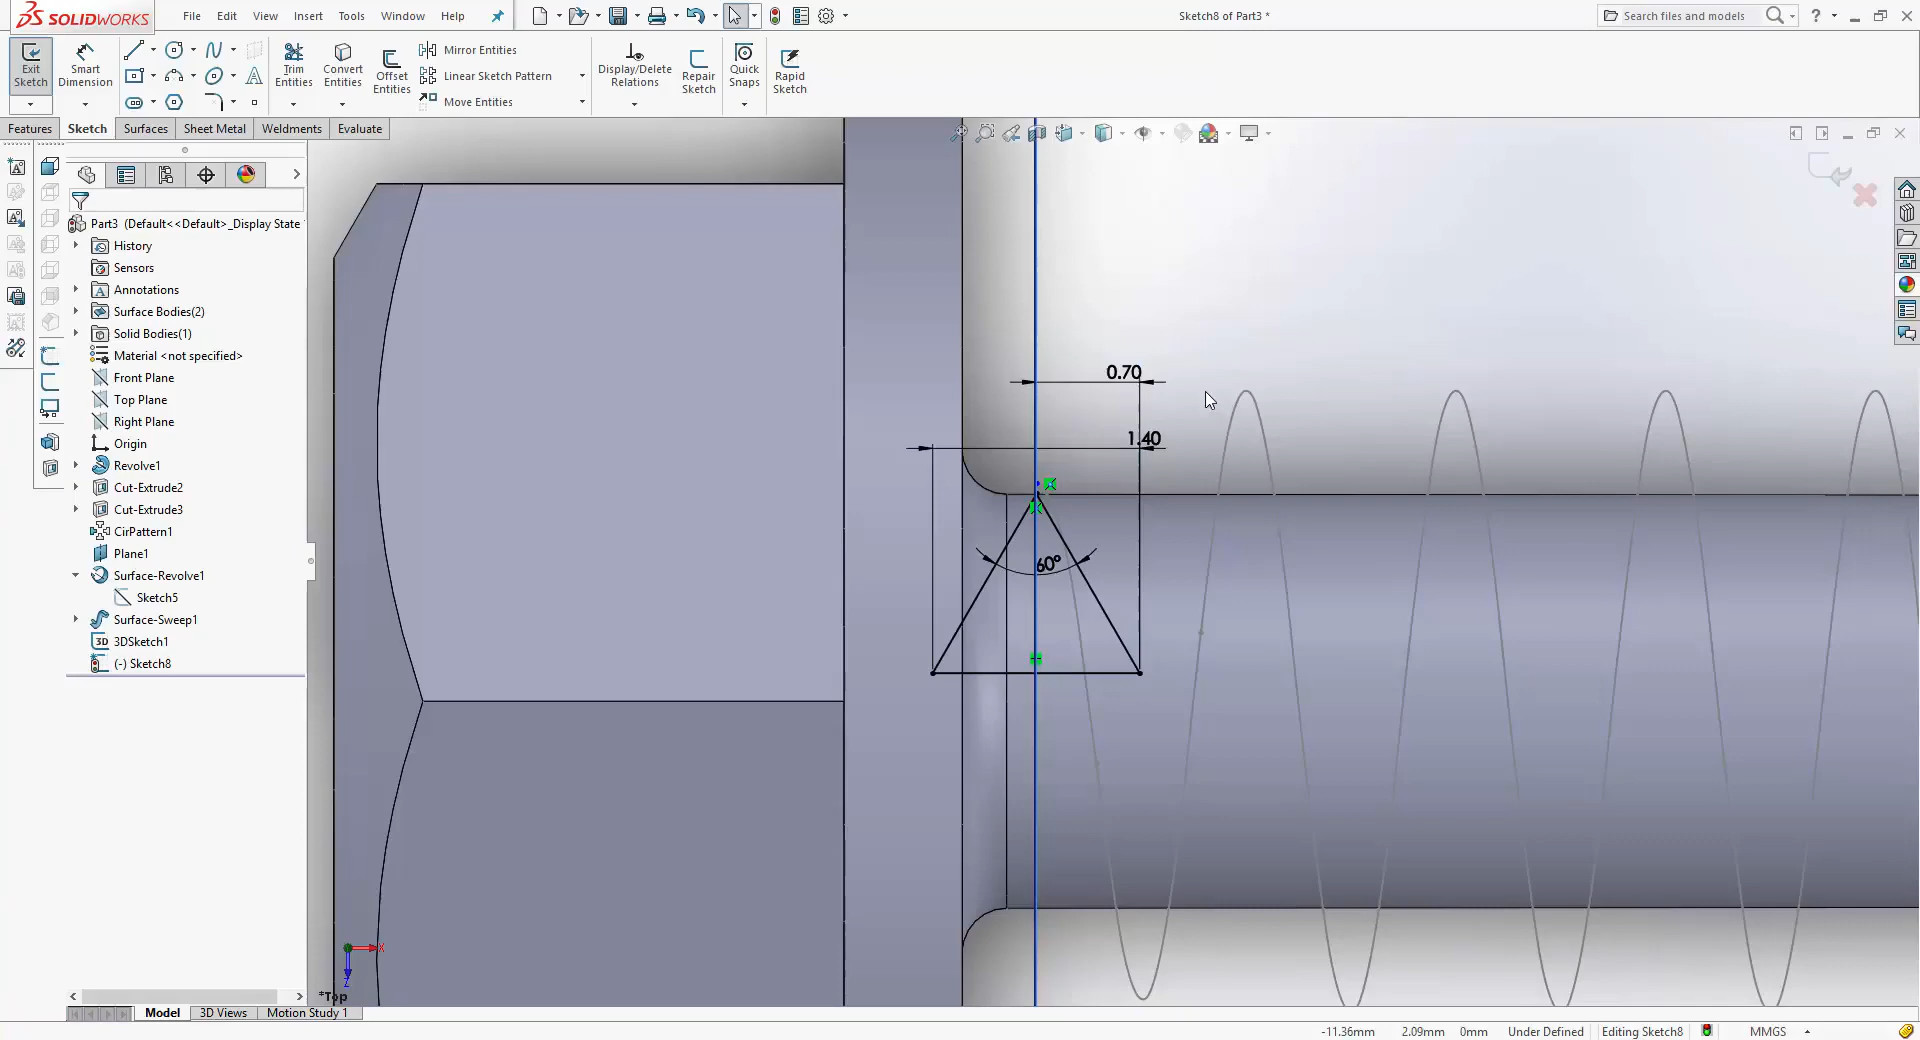 SOLIDWORKS
File Edit View Insert Tools Window Help
Sketch8 of Part3 *
Search files and models
Exit Sketch
Smart Dimension
Trim Entities
Convert Entities
Offset Entities
Mirror Entities
Linear Sketch Pattern
Move Entities
Display/Delete Relations
Repair Sketch
Quick Snaps
Rapid Sketch
Features Sketch Surfaces Sheet Metal Weldments Evaluate
Part3 (Default<<Default>_Display State
History
Sensors
Annotations
Surface Bodies(2)
Solid Bodies(1)
Material <not specified>
Front Plane
Top Plane
Right Plane
Origin
Revolve1
Cut-Extrude2
Cut-Extrude3
CirPattern1
Plane1
Surface-Revolve1
Sketch5
Surface-Sweep1
3D 3DSketch1
(-) Sketch8
0.70
1.40
60°
X
Z
*Top
Model 3D Views Motion Study 1
-11.36mm 2.09mm 0mm Under Defined Editing Sketch8 MMGS